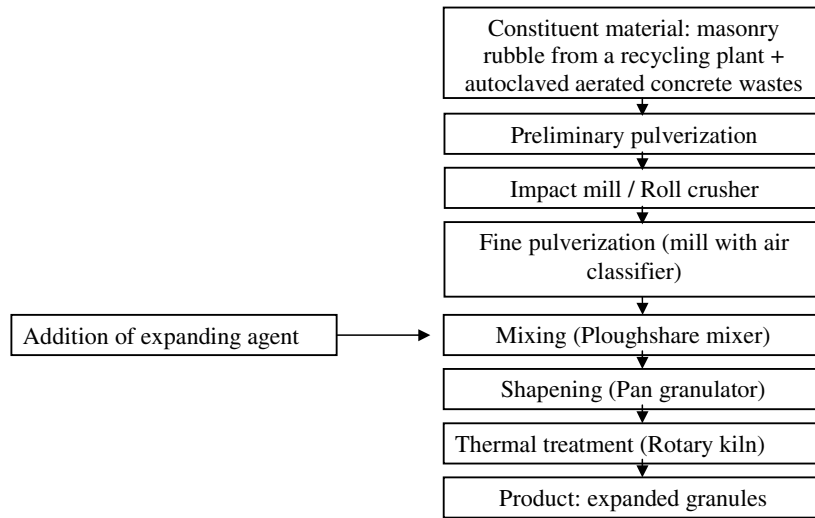 Constituent material: masonry
rubble from a recycling plant +
autoclaved aerated concrete wastes
Preliminary pulverization
Impact mill / Roll crusher
Fine pulverization (mill with air
classifier)
Addition of expanding agent
Mixing (Ploughshare mixer)
Shapening (Pan granulator)
Thermal treatment (Rotary kiln)
Product: expanded granules